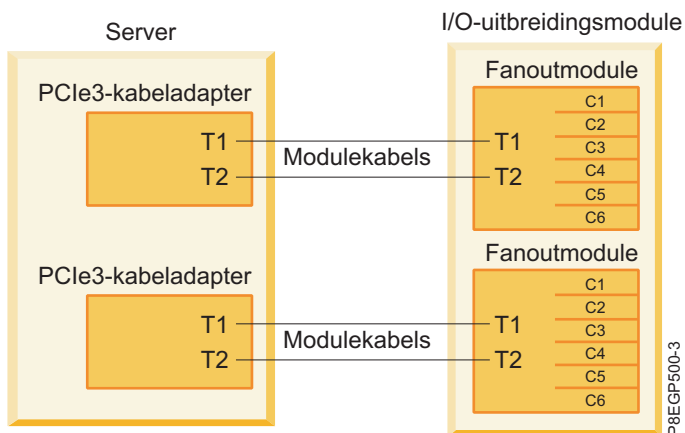 Server
I/O-uitbreidingsmodule
PCIe3-kabeladapter
T1
T2
Modulekabels
Fanoutmodule
T1
T2
C1
C2
C3
C4
C5
C6
PCIe3-kabeladapter
T1
T2
Modulekabels
Fanoutmodule
T1
T2
C1
C2
C3
C4
C5
C6
P8EGP500-3